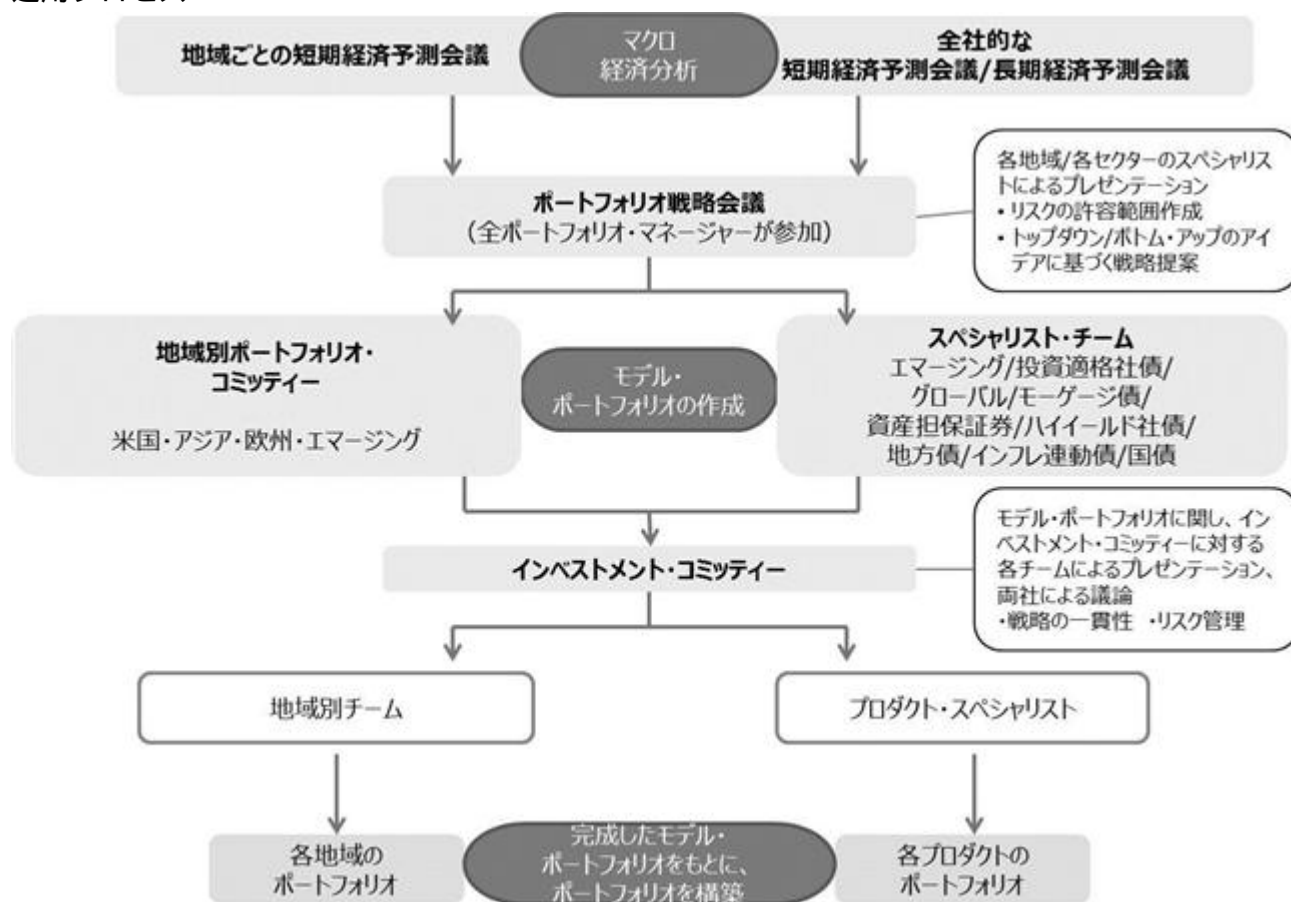 地域ごとの短期経済予測会議
マクロ
経済分析
全社的な
短期経済予測会議/長期経済予測会議
各地域/各セクターのスペシャリス
トによるプレゼンテーション
・リスクの許容範囲作成
・トップダウン/ボトム・アップのアイ
デアに基づく戦略提案
ポートフォリオ戦略会議
（全ポートフォリオ・マネージャーが参加）
地域別ポートフォリオ・
コミッティー
米国・アジア・欧州・エマージング
モデル・
ポートフォリオの作成
スペシャリスト・チーム
エマージング/投資適格社債/
グローバル/モーゲージ債/
資産担保証券/ハイイールド社債/
地方債/インフレ連動債/国債
モデル・ポートフォリオに関し、イン
ベストメント・コミッティーに対する
各チームによるプレゼンテーション、
両社による議論
・戦略の一貫性 ・リスク管理
インベストメント・コミッティー
地域別チーム
プロダクト・スペシャリスト
各地域の
ポートフォリオ
完成したモデル・
ポートフォリオをもとに、
ポートフォリオを構築
各プロダクトの
ポートフォリオ